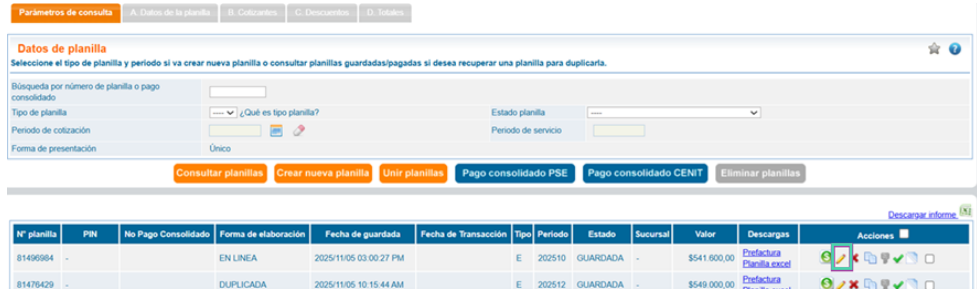 Parámetros de consulta A. Datos de la planilla B. Cotizantes C. Descuentos D. Totales
Datos de planilla
Seleccione el tipo de planilla y periodo si va crear nueva planilla o consultar planillas guardadas/pagadas si desea recuperar una planilla para duplicarla.
Búsqueda por número de planilla o pago
consolidado
Tipo de planilla ---- ¿Qué es tipo planilla? Estado planilla ----
Periodo de cotización Periodo de servicio
Forma de presentación Único
Consultar planillas Crear nueva planilla Unir planillas Pago consolidado PSE Pago consolidado CENIT Eliminar planillas
Descargar informe
N° planilla PIN No Pago Consolidado Forma de elaboración Fecha de guardada Fecha de Transacción Tipo Periodo Estado Sucursal Valor Descargas Acciones
81496984 - EN LINEA 2025/11/05 03:00:27 PM E 202510 GUARDADA - $541.600,00 Prefactura
Planilla excel
81476429 - DUPLICADA 2025/11/05 10:15:44 AM E 202512 GUARDADA - $549.000,00 Prefactura
Planilla excel